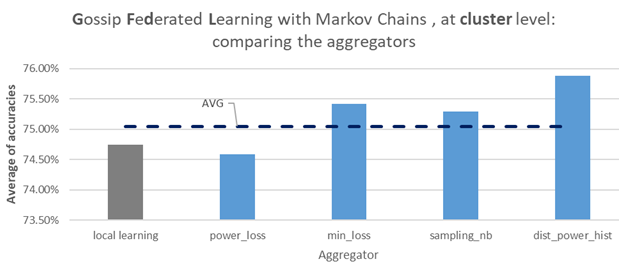 Gossip Federated Learning with Markov Chains , at cluster level:
comparing the aggregators
76.00%
75.50%
75.00%
74.50%
74.00%
73.50%
Average of accuracies
AVG
local learning power_loss min_loss sampling_nb dist_power_hist
Aggregator